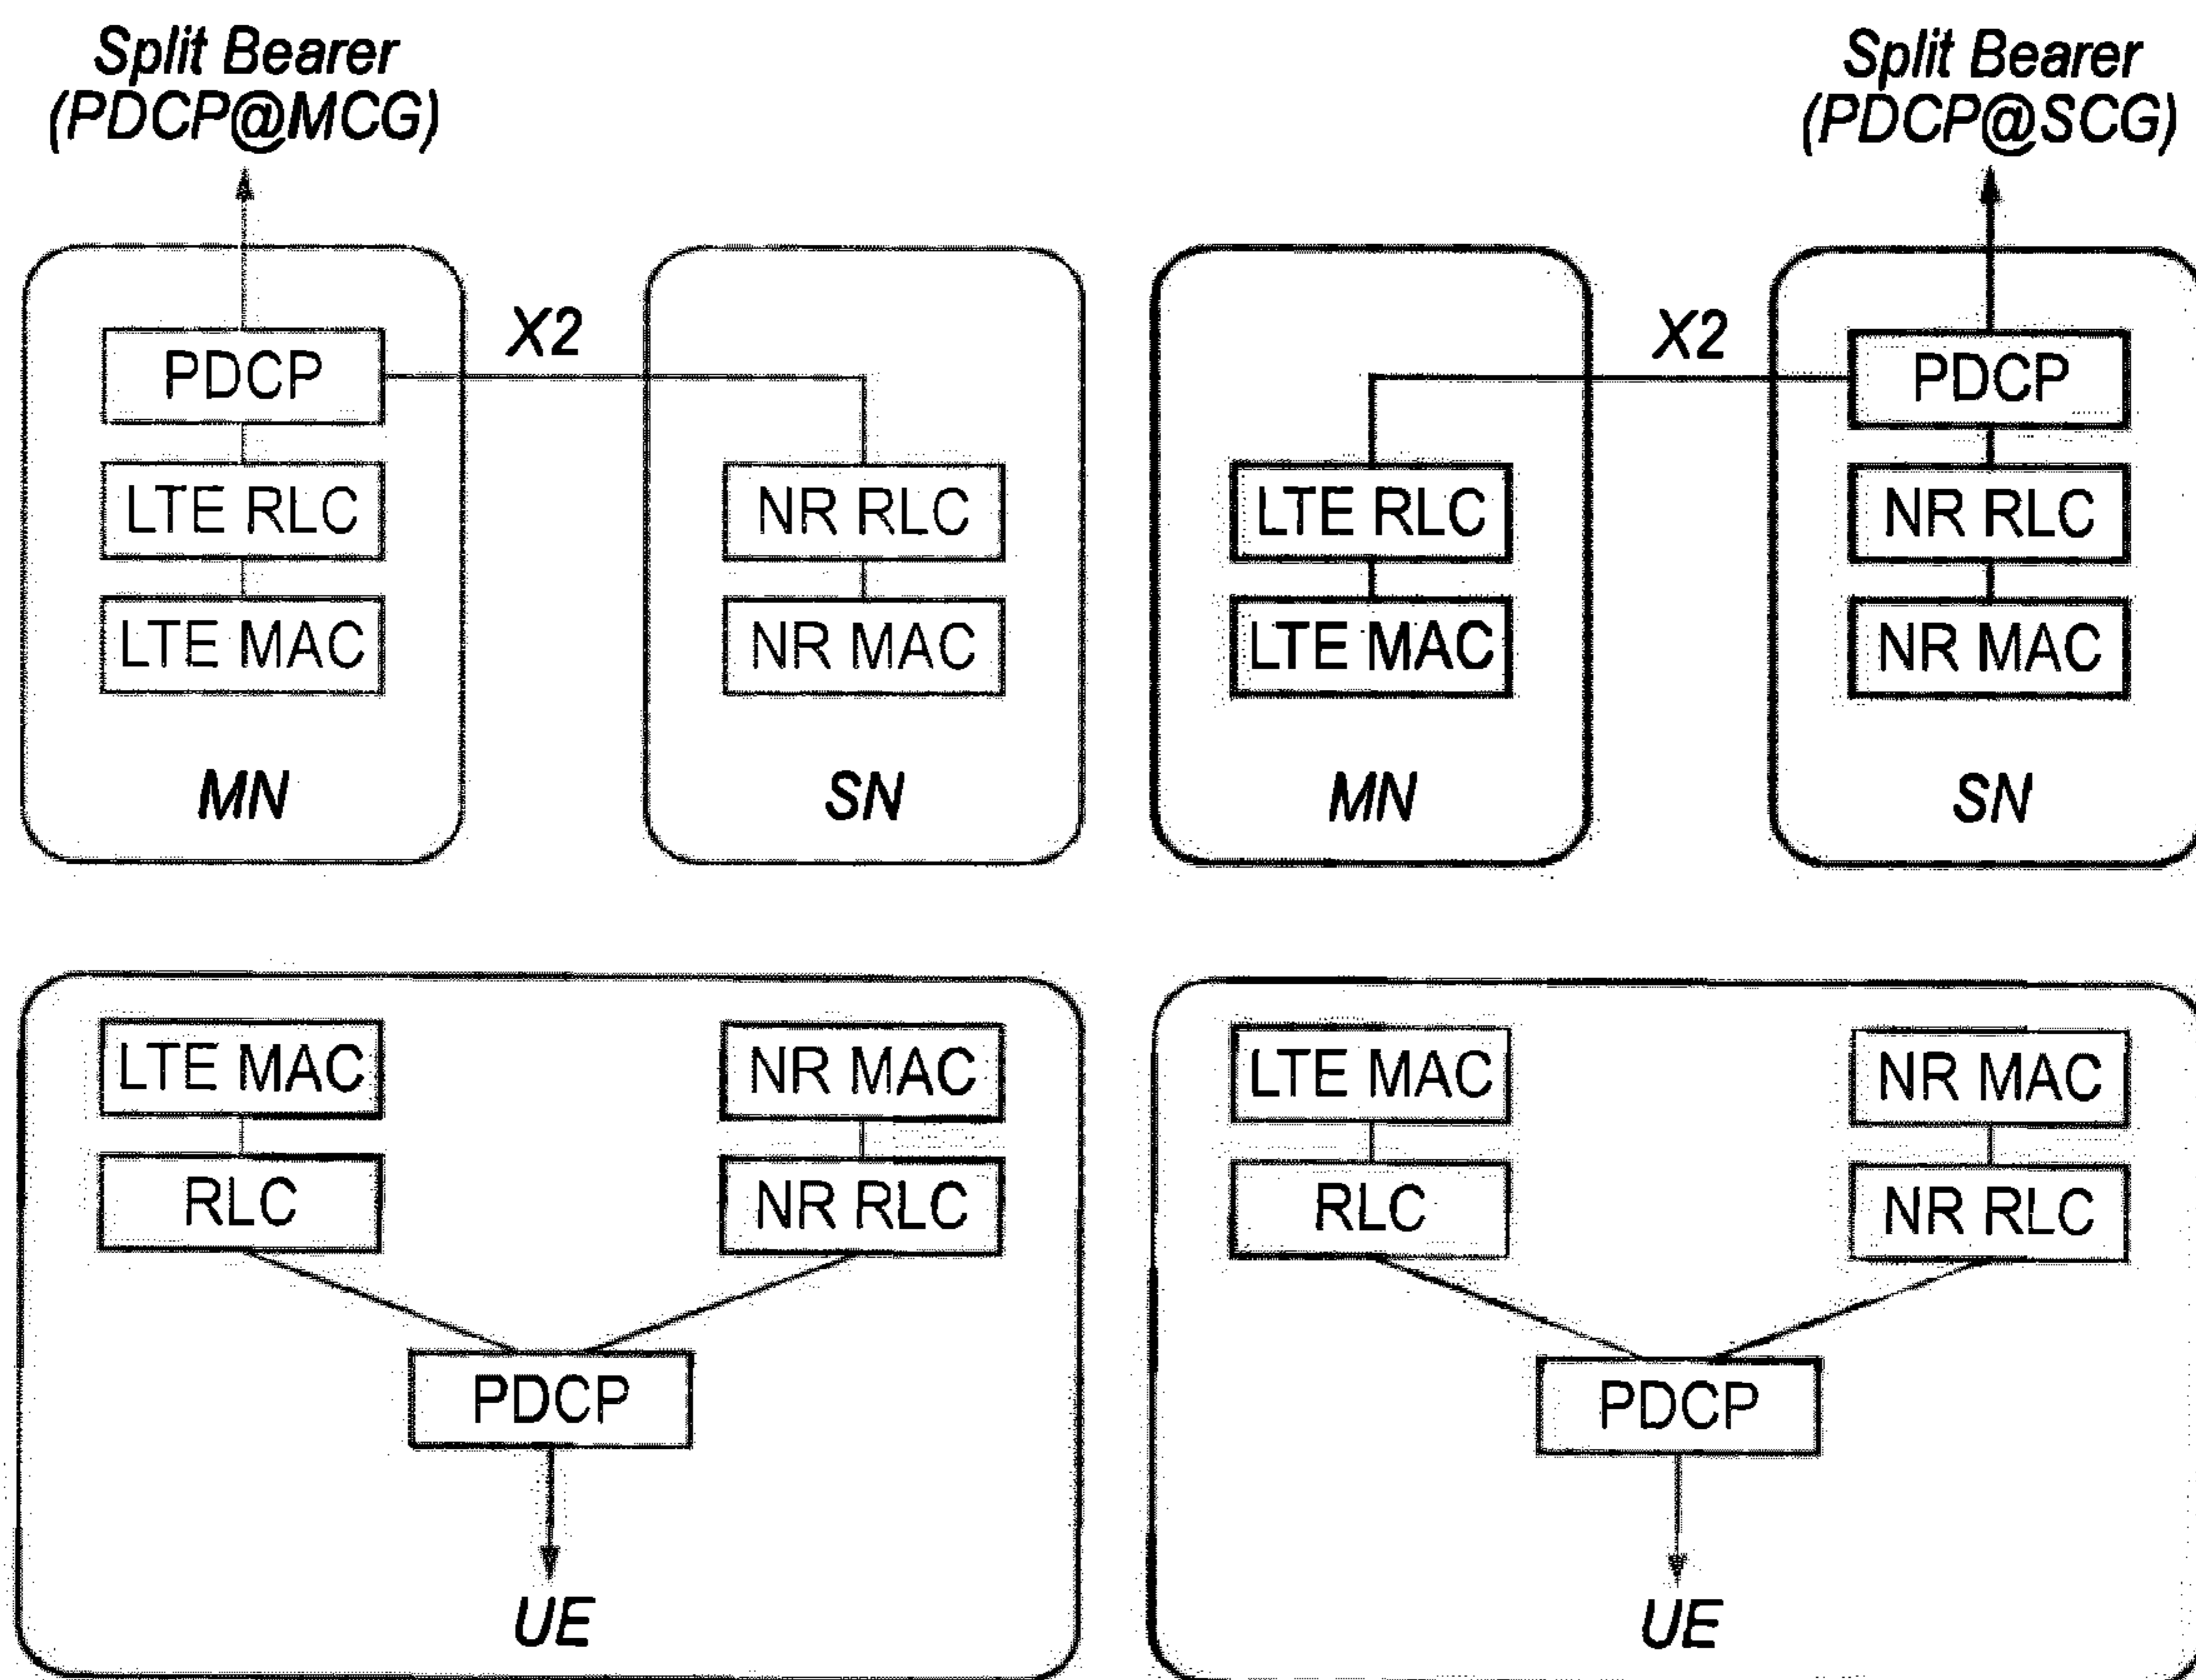 Split Bearer
(PDCP@MCG)
Split Bearer
(PDCP@SCG)
PDCP
X2
LTE RLC
LTE MAC
MN
NR RLC
NR MAC
SN
X2
LTE RLC
LTE MAC
MN
PDCP
NR RLC
NR MAC
SN
LTE MAC
RLC
NR MAC
NR RLC
PDCP
UE
LTE MAC
RLC
NR MAC
NR RLC
PDCP
UE